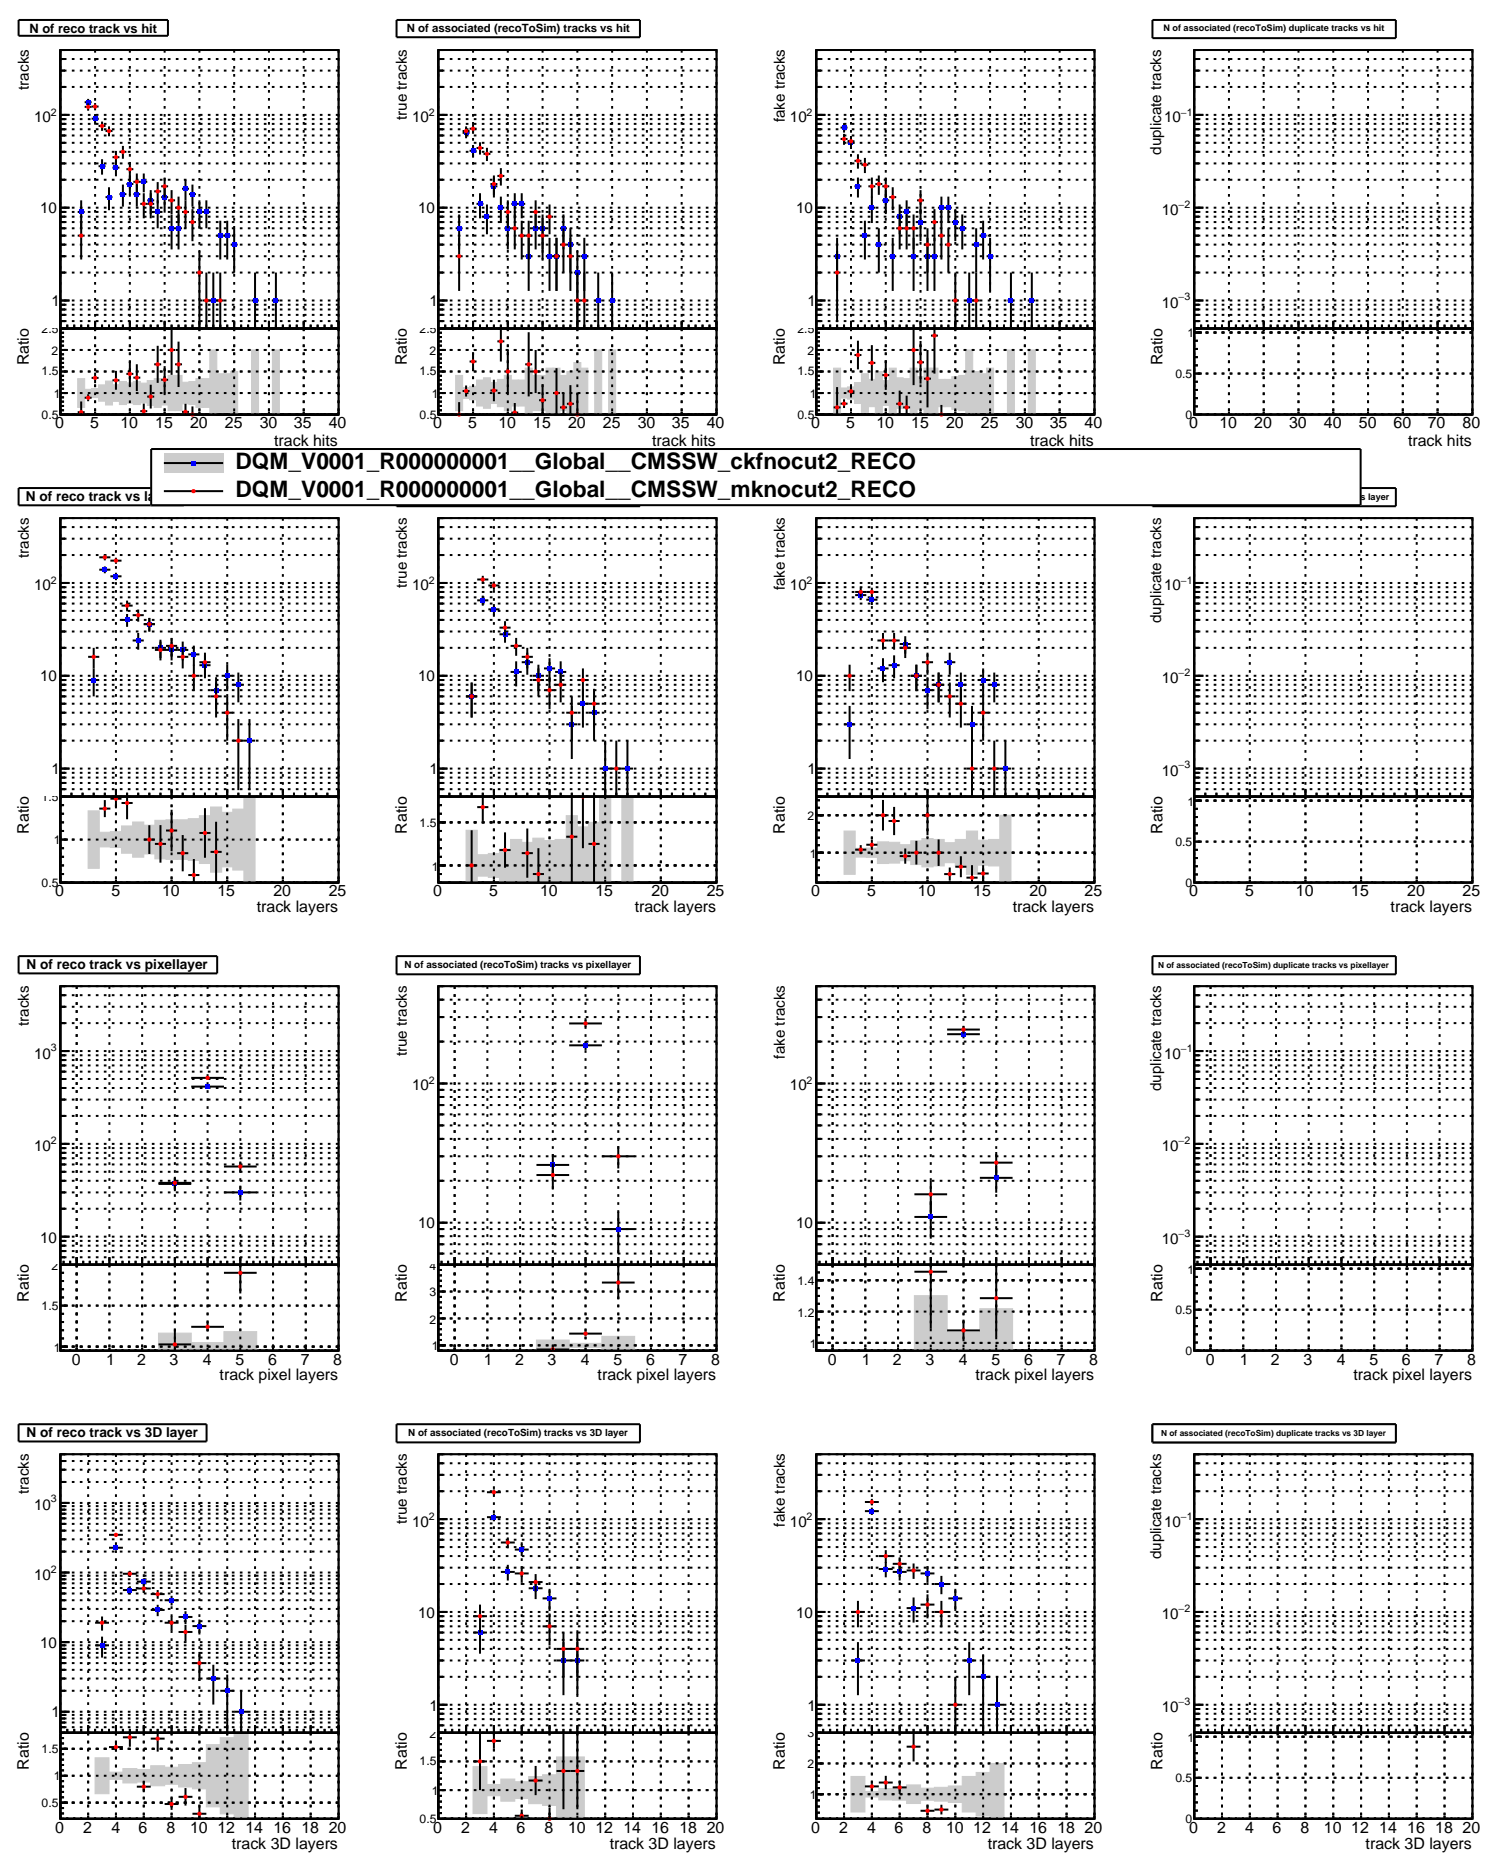 N of reco track vs hit
N of associated (recoToSim) tracks vs hit
N of associated (recoToSim) duplicate tracks vs hit
tracks
true tracks
fake tracks
duplicate tracks
10²
10
1
10²
10
1
10²
10
1
10⁻¹
10⁻²
10⁻³
Ratio
Ratio
Ratio
Ratio
2
1.5
1
0.5
2
1.5
1
0.5
2
1.5
1
0.5
1
0.5
0
0 5 10 15 20 25 30 35 40
0 5 10 15 20 25 30 35 40
0 5 10 15 20 25 30 35 40
0 10 20 30 40 50 60 70 80
track hits
track hits
track hits
track hits
DQM_V0001_R000000001__Global__CMSSW_ckfnocut2_RECO
DQM_V0001_R000000001__Global__CMSSW_mknocut2_RECO
N of reco track vs la
s layer
tracks
true tracks
fake tracks
duplicate tracks
10²
10
1
10²
10
1
10²
10
1
10⁻¹
10⁻²
10⁻³
Ratio
Ratio
Ratio
Ratio
1.5
1
0.5
1.5
1
2
1
1
0.5
0
0 5 10 15 20 25
0 5 10 15 20 25
0 5 10 15 20 25
0 5 10 15 20 25
track layers
track layers
track layers
track layers
N of reco track vs pixellayer
N of associated (recoToSim) tracks vs pixellayer
N of associated (recoToSim) duplicate tracks vs pixellayer
tracks
true tracks
fake tracks
duplicate tracks
10³
10²
10
10²
10
10²
10
10⁻¹
10⁻²
10⁻³
Ratio
Ratio
Ratio
Ratio
2
1.5
1
4
3
2
1
1.4
1.2
1
1
0.5
0
0 1 2 3 4 5 6 7 8
0 1 2 3 4 5 6 7 8
0 1 2 3 4 5 6 7 8
0 1 2 3 4 5 6 7 8
track pixel layers
track pixel layers
track pixel layers
track pixel layers
N of reco track vs 3D layer
N of associated (recoToSim) tracks vs 3D layer
N of associated (recoToSim) duplicate tracks vs 3D layer
tracks
true tracks
fake tracks
duplicate tracks
10³
10²
10
1
10²
10
1
10²
10
1
10⁻¹
10⁻²
10⁻³
Ratio
Ratio
Ratio
Ratio
1.5
1
0.5
2
1.5
1
0.5
3
2
1
1
0.5
0
0 2 4 6 8 10 12 14 16 18 20
0 2 4 6 8 10 12 14 16 18 20
0 2 4 6 8 10 12 14 16 18 20
0 2 4 6 8 10 12 14 16 18 20
track 3D layers
track 3D layers
track 3D layers
track 3D layers